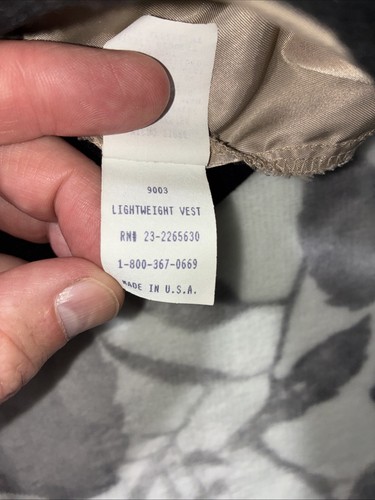 9003
LIGHTWEIGHT VEST
RN# 23-2265630
1-800-367-0669
MADE IN U.S.A.